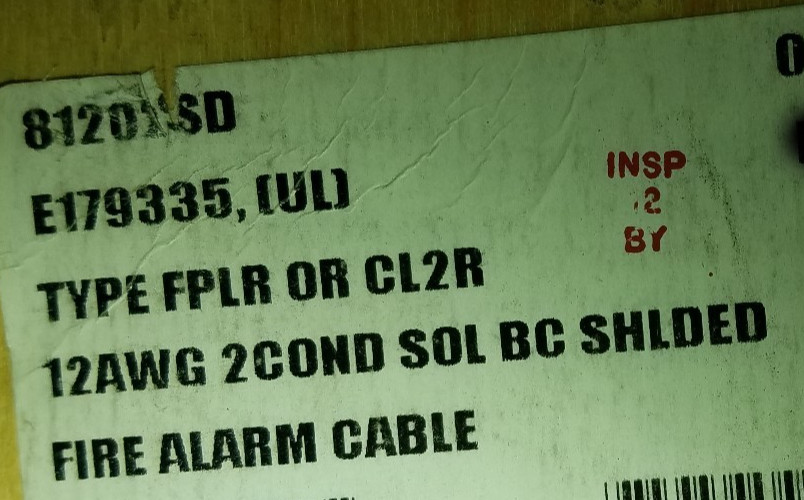 E179335, (UL)
TYPE FPLR OR CL2R
12AWG 2COND SOL BC SHLDED
FIRE ALARM CABLE
INSP
2
BY